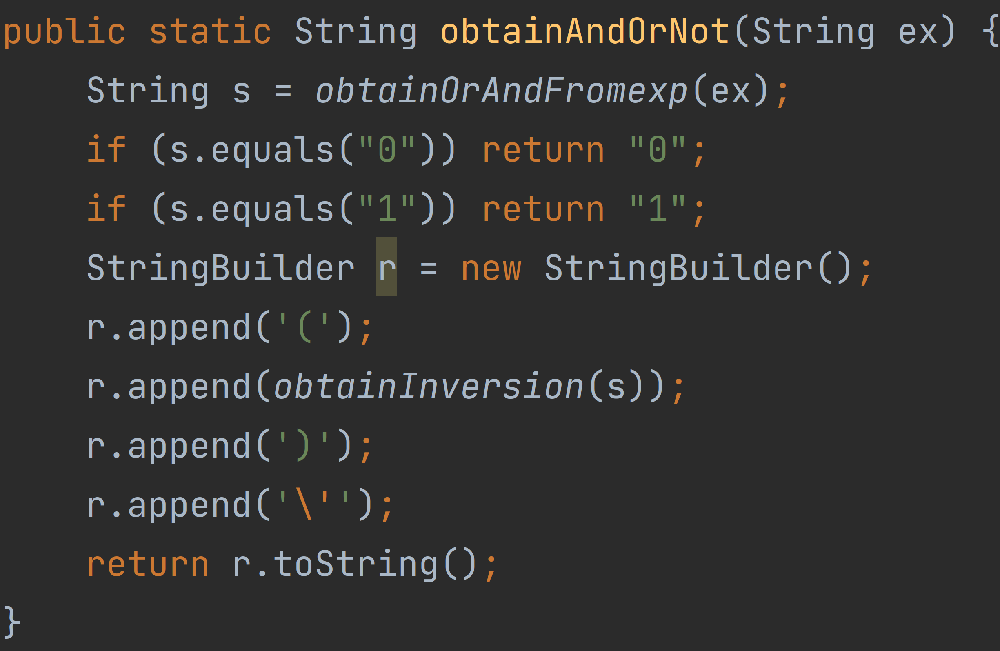 public static String obtainAndOrNot(String ex) {
    String s = obtainOrAndFromexp(ex);
    if (s.equals("0")) return "0";
    if (s.equals("1")) return "1";
    StringBuilder r = new StringBuilder();
    r.append('(');
    r.append(obtainInversion(s));
    r.append(')');
    r.append('\'');
    return r.toString();
}